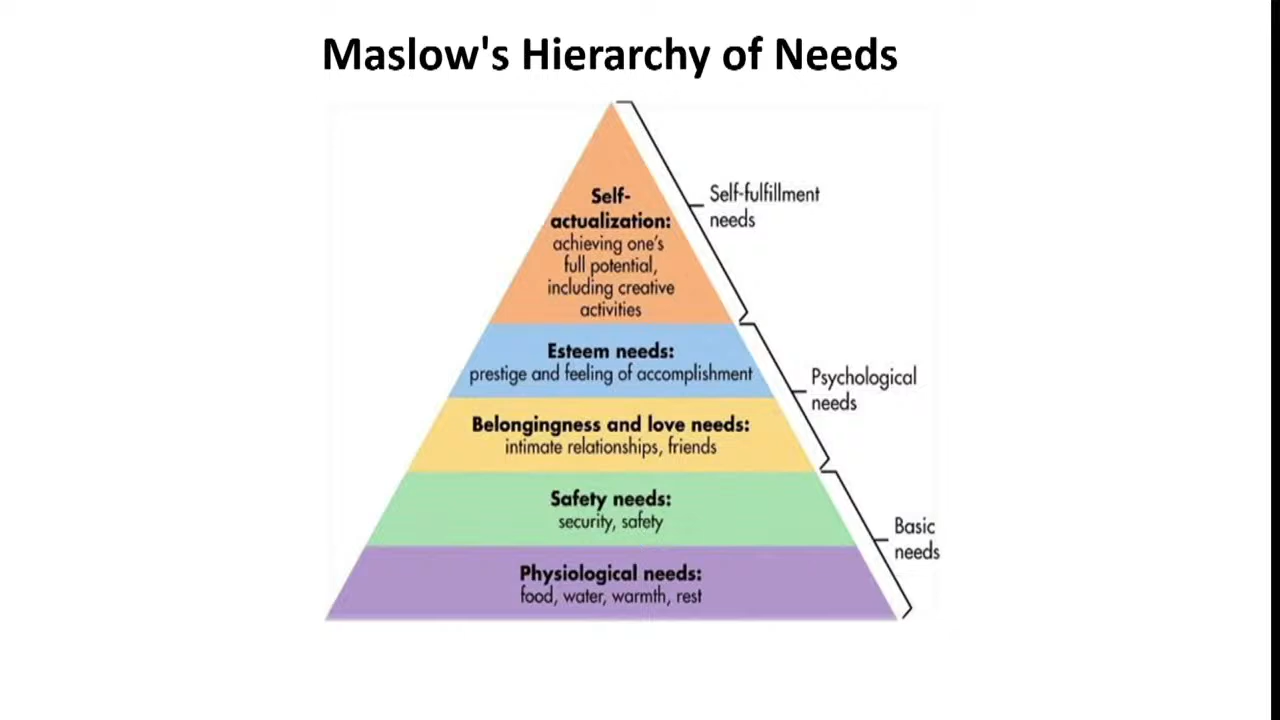 Maslow's Hierarchy of Needs
Self-
actualization:
achieving one's
full potential,
including creative
activities
Self-fulfillment
needs
Esteem needs:
prestige and feeling of accomplishment
Psychological
needs
Belongingness and love needs:
intimate relationships, friends
Safety needs:
security, safety
Basic
needs
Physiological needs:
food, water, warmth, rest